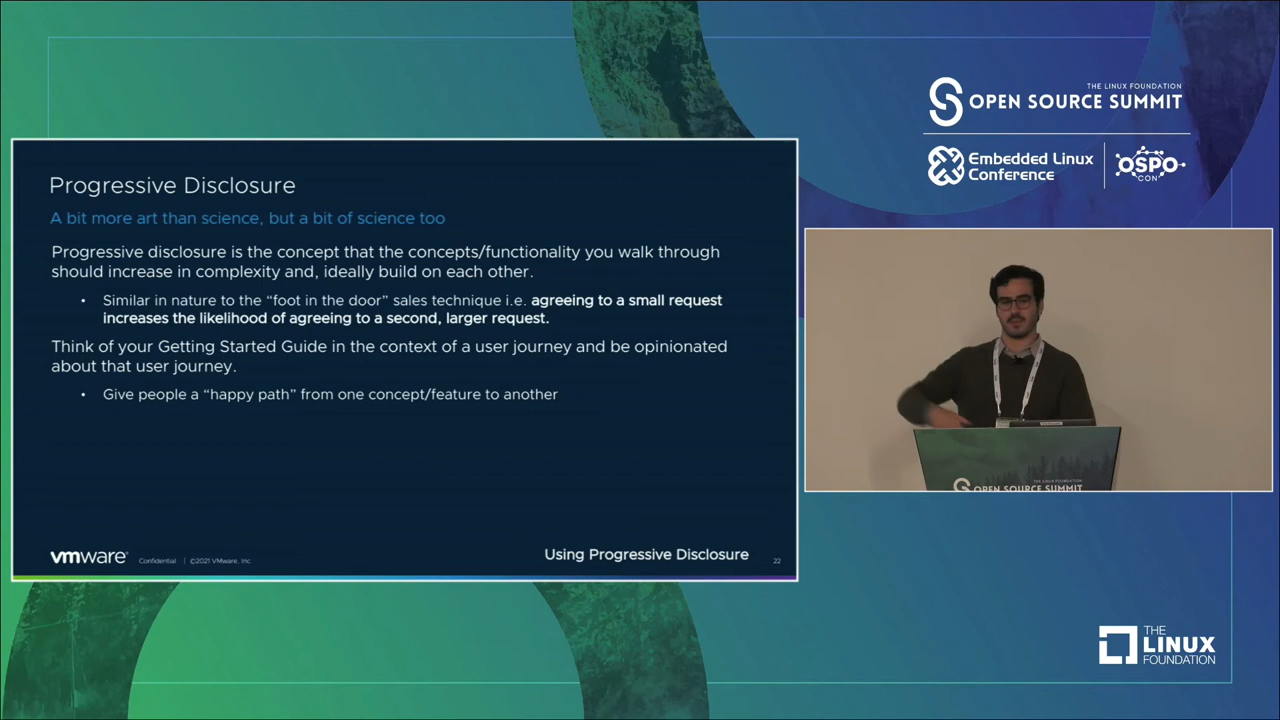 THE LINUX FOUNDATION
OPEN SOURCE SUMMIT
Embedded Linux
Conference
OSPO
CON
Progressive Disclosure
A bit more art than science, but a bit of science too
Progressive disclosure is the concept that the concepts/functionality you walk through
should increase in complexity and, ideally build on each other.
• Similar in nature to the “foot in the door” sales technique i.e. agreeing to a small request
increases the likelihood of agreeing to a second, larger request.
Think of your Getting Started Guide in the context of a user journey and be opinionated
about that user journey.
• Give people a “happy path” from one concept/feature to another
vmware®
Confidential | ©2021 VMware, Inc.
Using Progressive Disclosure
22
THE LINUX FOUNDATION
OPEN SOURCE SUMMIT
THE
LINUX
FOUNDATION